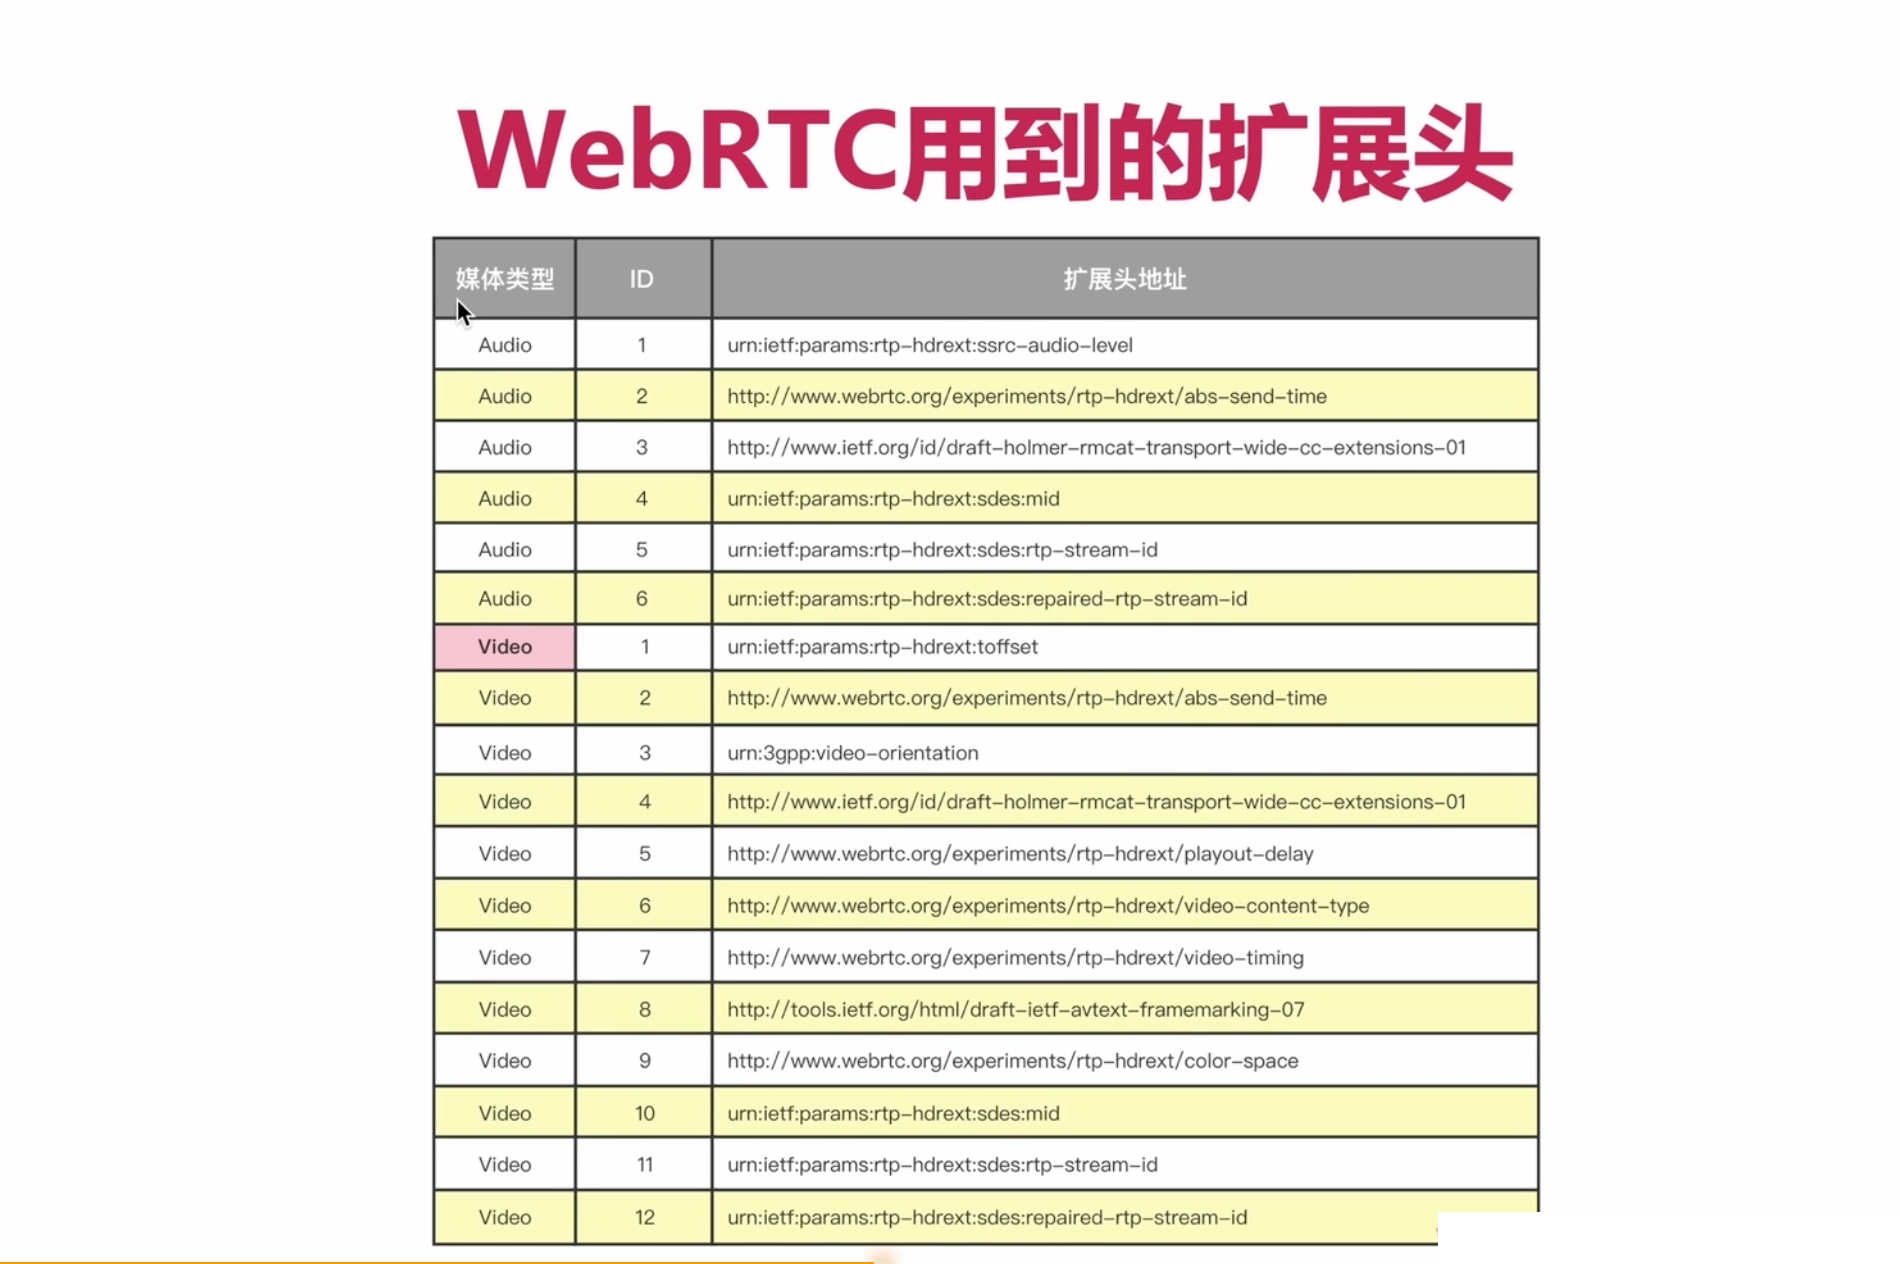 WebRTC用到的扩展头
媒体类型 ID 扩展头地址
Audio 1 urn:ietf:params:rtp-hdrext:ssrc-audio-level
Audio 2 http://www.webrtc.org/experiments/rtp-hdrext/abs-send-time
Audio 3 http://www.ietf.org/id/draft-holmer-rmcat-transport-wide-cc-extensions-01
Audio 4 urn:ietf:params:rtp-hdrext:sdes:mid
Audio 5 urn:ietf:params:rtp-hdrext:sdes:rtp-stream-id
Audio 6 urn:ietf:params:rtp-hdrext:sdes:repaired-rtp-stream-id
Video 1 urn:ietf:params:rtp-hdrext:toffset
Video 2 http://www.webrtc.org/experiments/rtp-hdrext/abs-send-time
Video 3 urn:3gpp:video-orientation
Video 4 http://www.ietf.org/id/draft-holmer-rmcat-transport-wide-cc-extensions-01
Video 5 http://www.webrtc.org/experiments/rtp-hdrext/playout-delay
Video 6 http://www.webrtc.org/experiments/rtp-hdrext/video-content-type
Video 7 http://www.webrtc.org/experiments/rtp-hdrext/video-timing
Video 8 http://tools.ietf.org/html/draft-ietf-avtext-framemarking-07
Video 9 http://www.webrtc.org/experiments/rtp-hdrext/color-space
Video 10 urn:ietf:params:rtp-hdrext:sdes:mid
Video 11 urn:ietf:params:rtp-hdrext:sdes:rtp-stream-id
Video 12 urn:ietf:params:rtp-hdrext:sdes:repaired-rtp-stream-id